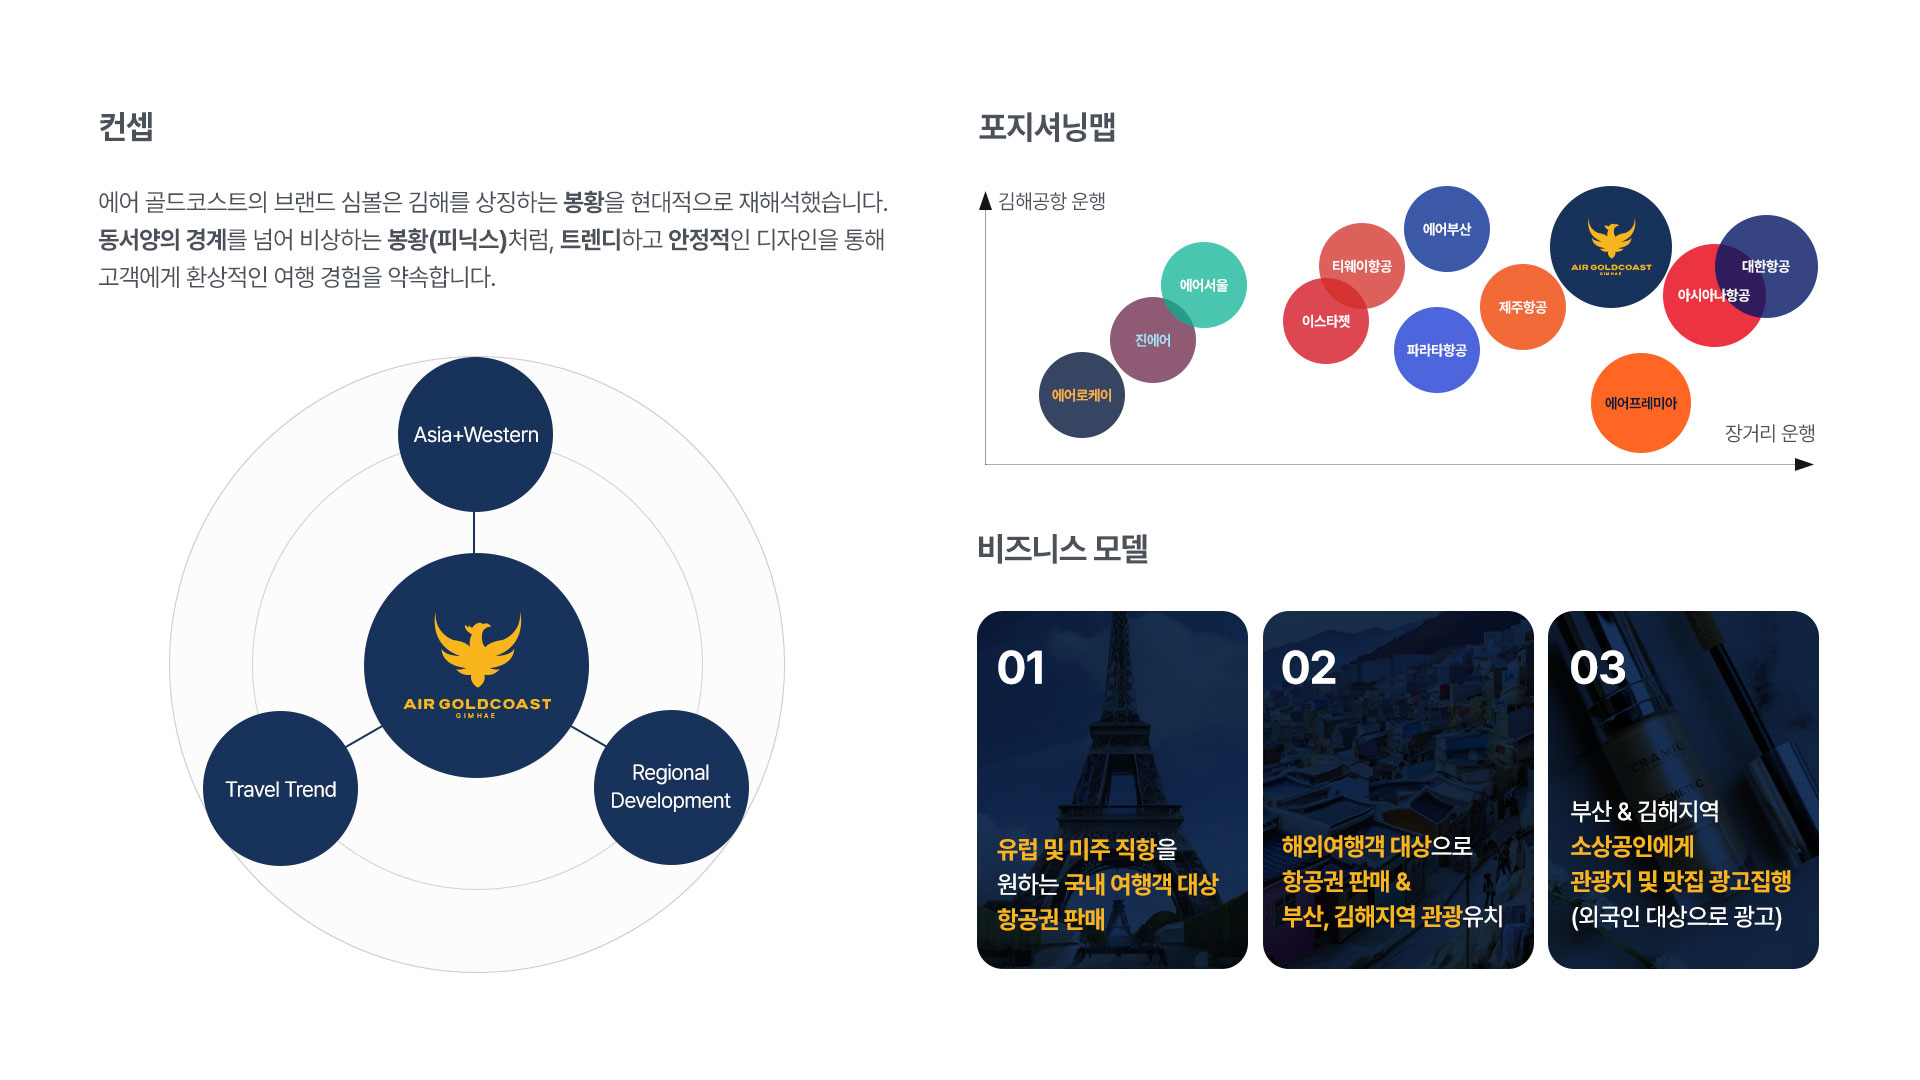 컨셉
에어 골드코스트의 브랜드 심볼은 김해를 상징하는 봉황을 현대적으로 재해석했습니다.
동서양의 경계를 넘어 비상하는 봉황(피닉스)처럼, 트렌디하고 안정적인 디자인을 통해
고객에게 환상적인 여행 경험을 약속합니다.
Asia+Western
AIR GOLDCOAST
GIMHAE
Travel Trend
Regional
Development
포지셔닝맵
김해공항 운행
에어로케이
진에어
에어서울
티웨이항공
이스타젯
에어부산
파라타항공
제주항공
AIR GOLDCOAST
GIMHAE
아시아나항공
대한항공
에어프레미아
장거리 운행
비즈니스 모델
01
유럽 및 미주 직항을
원하는 국내 여행객 대상
항공권 판매
02
해외여행객 대상으로
항공권 판매 &
부산, 김해지역 관광유치
03
부산 & 김해지역
소상공인에게
관광지 및 맛집 광고집행
(외국인 대상으로 광고)